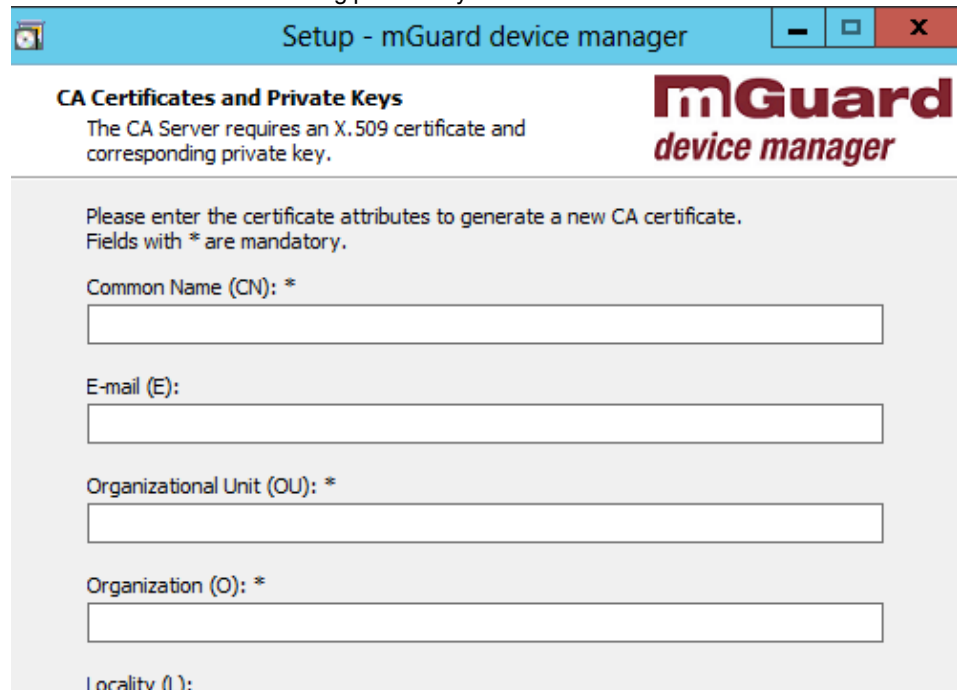 Setup - mGuard device manager
x
CA Certificates and Private Keys
The CA Server requires an X.509 certificate and
corresponding private key.
mGuard
device manager
Please enter the certificate attributes to generate a new CA certificate.
Fields with * are mandatory.
Common Name (CN): *
E-mail (E):
Organizational Unit (OU): *
Organization (O): *
Locality (L):